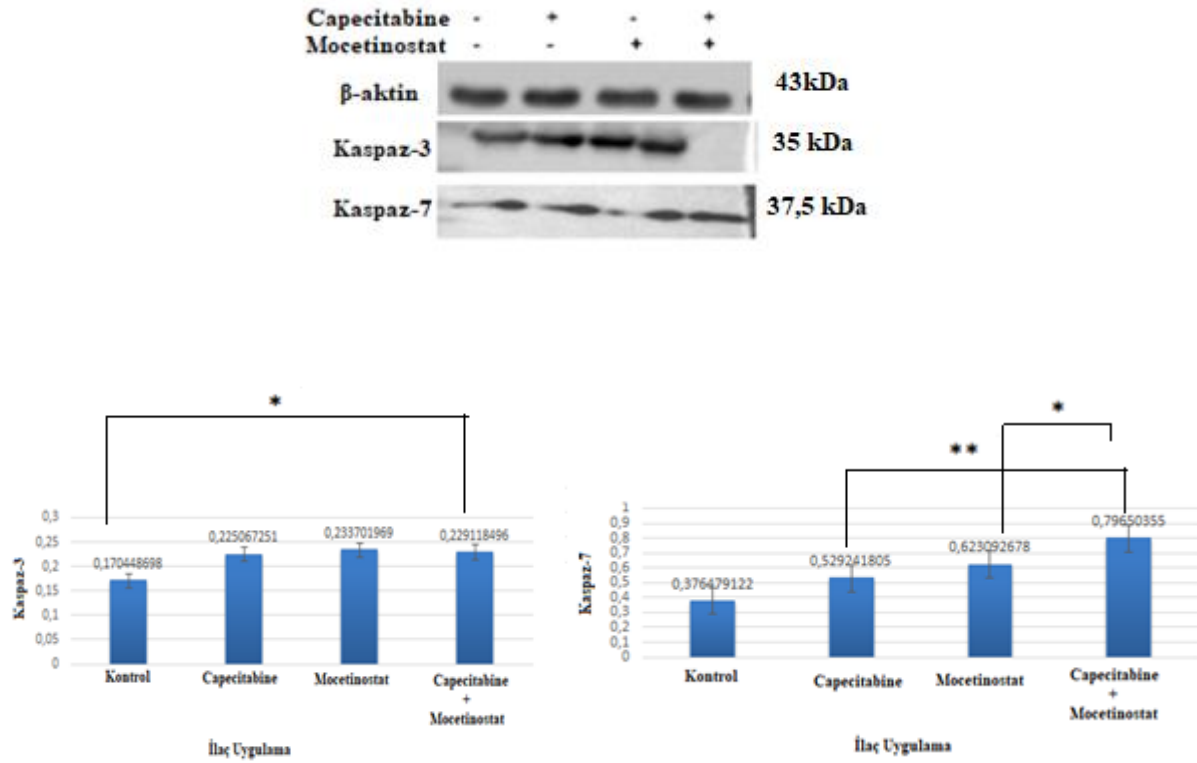 Capecitabine - + - +
Mocetinostat - - + +
β-aktin 43kDa
Kaspaz-3 35 kDa
Kaspaz-7 37,5 kDa
*
0,3
0,25
0,2
0,15
0,1
0,05
0
Kaspaz-3
0,170448698
0,225067251
0,233701969
0,229118496
Kontrol
Capecitabine
Mocetinostat
Capecitabine
+
Mocetinostat
İlaç Uygulama
*
**
1
0,9
0,8
0,7
0,6
0,5
0,4
0,3
0,2
0,1
0
Kaspaz-7
0,376479122
0,529241805
0,623092678
0,79650355
Kontrol
Capecitabine
Mocetinostat
Capecitabine
+
Mocetinostat
İlaç Uygulama